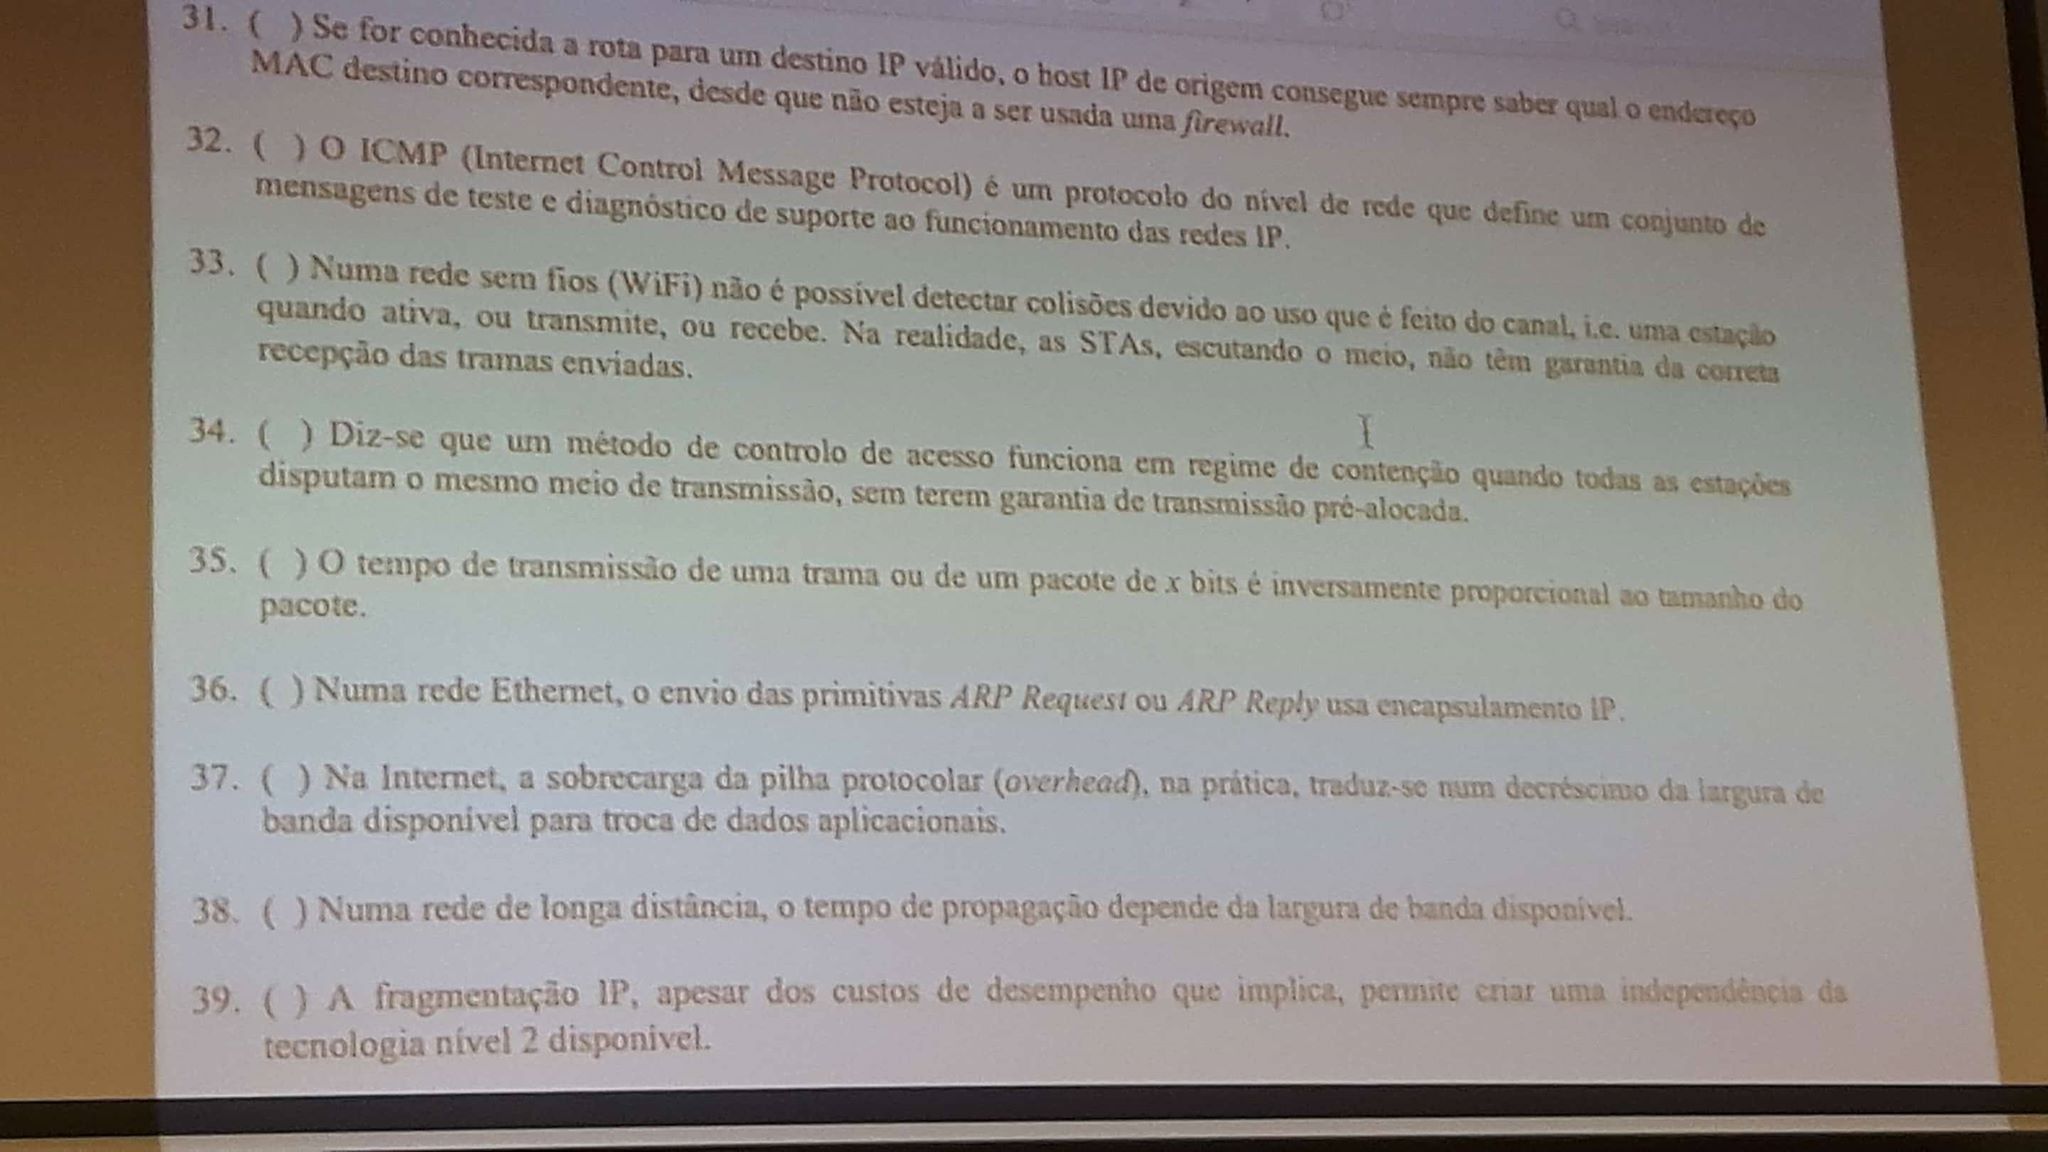 31. ( ) Se for conhecida a rota para um destino IP válido, o host IP de origem consegue sempre saber qual o endereço
MAC destino correspondente, desde que não esteja a ser usada uma firewall.
32. ( ) O ICMP (Internet Control Message Protocol) é um protocolo do nível de rede que define um conjunto de
mensagens de teste e diagnóstico de suporte ao funcionamento das redes IP.
33. ( ) Numa rede sem fios (WiFi) não é possível detectar colisões devido ao uso que é feito do canal, i.e. uma estação
quando ativa, ou transmite, ou recebe. Na realidade, as STAs, escutando o meio, não têm garantia da correta
recepção das tramas enviadas.
34. ( ) Diz-se que um método de controlo de acesso funciona em regime de contenção quando todas as estações
disputam o mesmo meio de transmissão, sem terem garantia de transmissão pré-alocada.
35. ( ) O tempo de transmissão de uma trama ou de um pacote de x bits é inversamente proporcional ao tamanho do
pacote.
36. ( ) Numa rede Ethernet, o envio das primitivas ARP Request ou ARP Reply usa encapsulamento IP.
37. ( ) Na Internet, a sobrecarga da pilha protocolar (overhead), na prática, traduz-se num decréscimo da largura de
banda disponível para troca de dados aplicacionais.
38. ( ) Numa rede de longa distância, o tempo de propagação depende da largura de banda disponível.
39. ( ) A fragmentação IP, apesar dos custos de desempenho que implica, permite criar uma independência da
tecnologia nível 2 disponível.